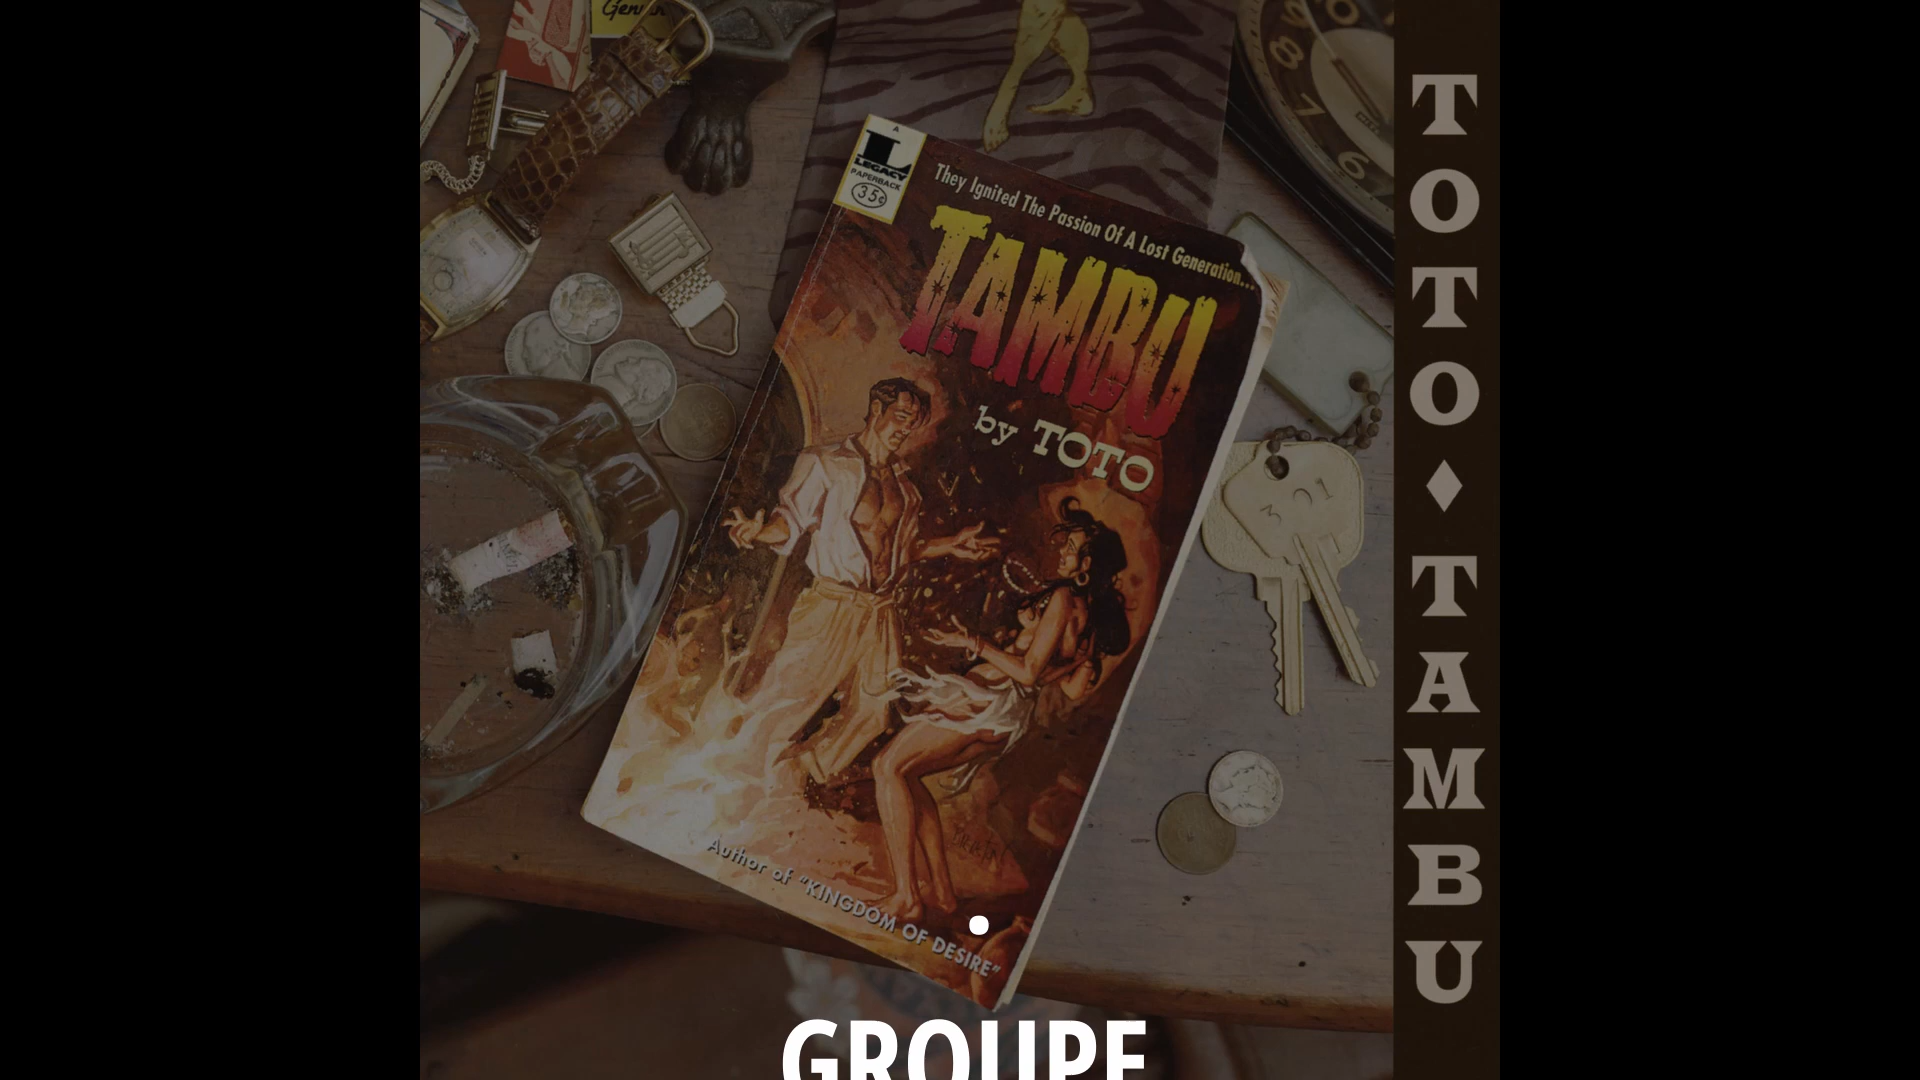 Genuin
A
L
LEGACY
PAPERBACK
35¢
They Ignited The Passion Of A Lost Generation...
TAMBU
by TOTO
Author of "KINGDOM OF DESIRE"
TOTO ♦ TAMBU
.
GROUPE